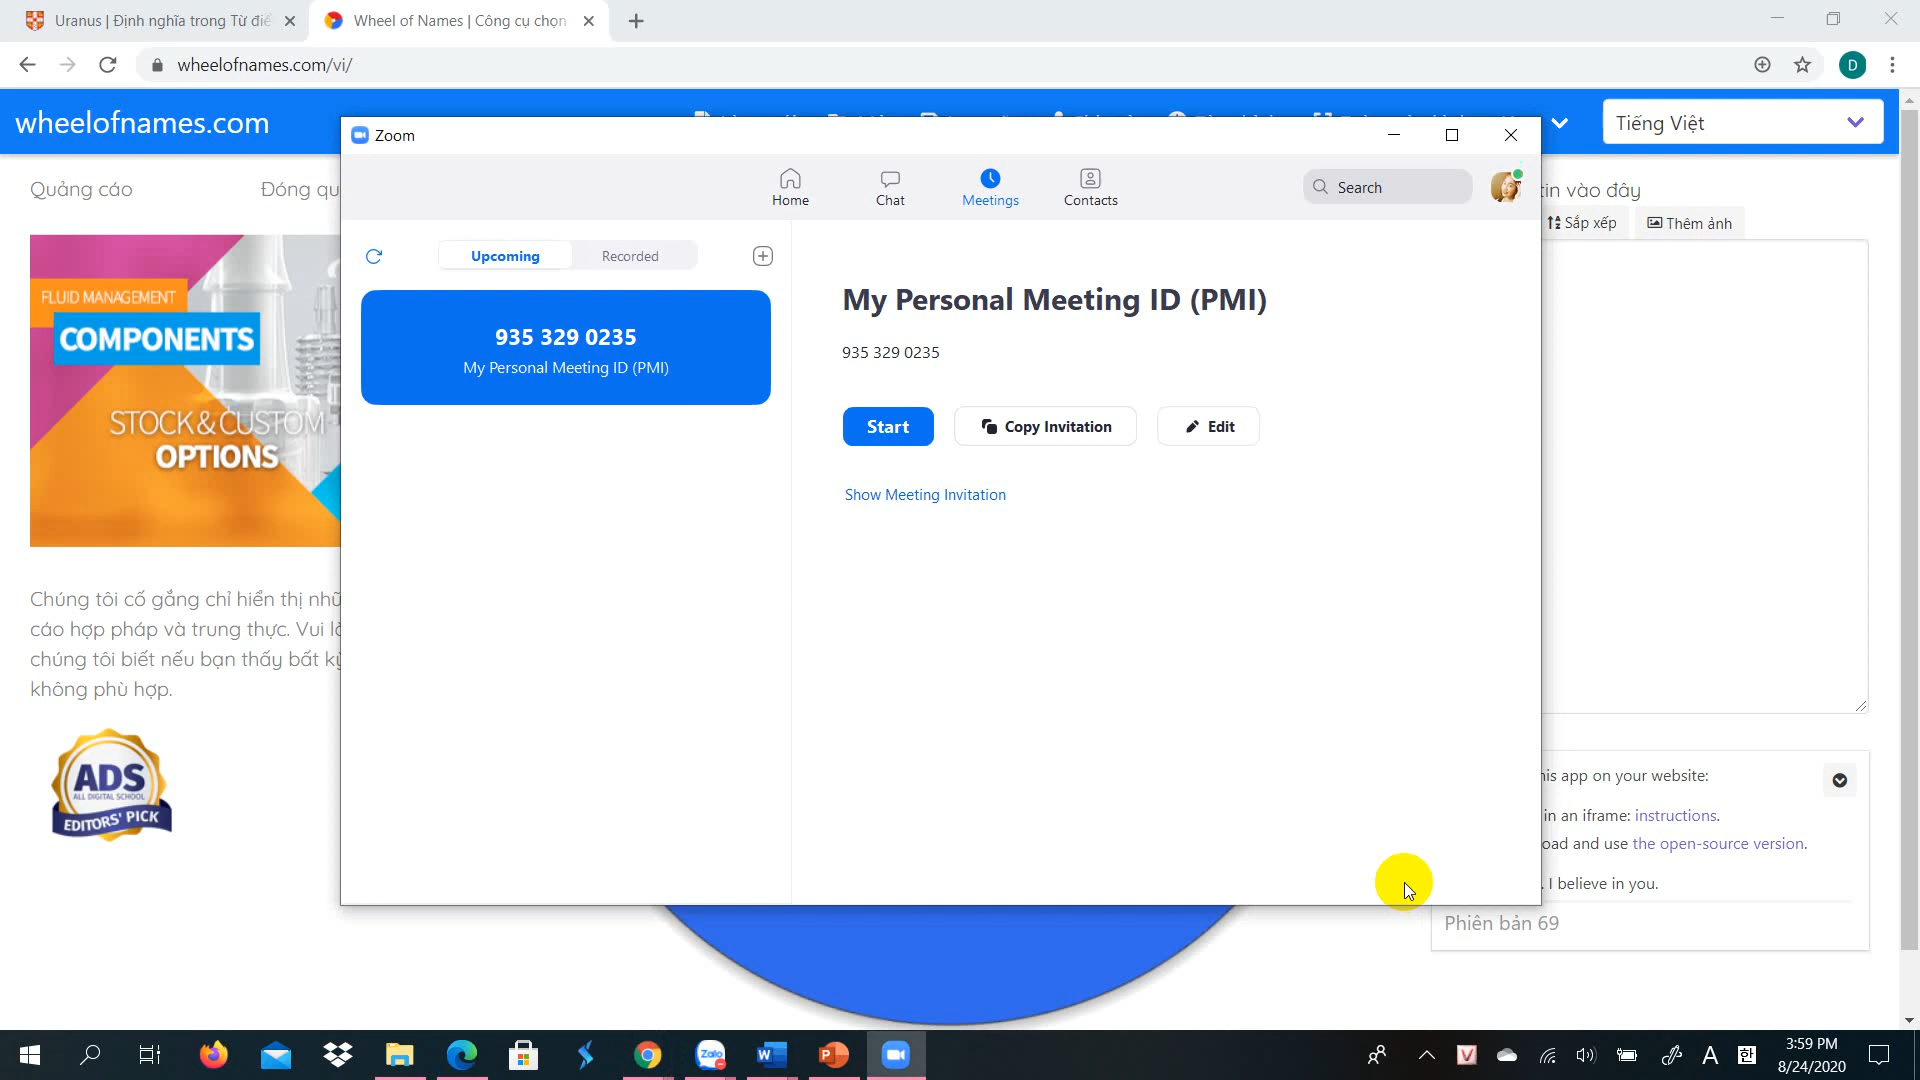 Uranus | Định nghĩa trong Từ điể
Wheel of Names | Công cụ chọn
wheelofnames.com/vi/
D
wheelofnames.com
Tiếng Việt
Zoom
Home
Chat
Meetings
Contacts
Search
Quảng cáo
Đóng qu
tin vào đây
Sắp xếp
Thêm ảnh
Upcoming
Recorded
FLUID MANAGEMENT
COMPONENTS
STOCK & CUSTOM
OPTIONS
935 329 0235
My Personal Meeting ID (PMI)
My Personal Meeting ID (PMI)
935 329 0235
Start
Copy Invitation
Edit
Show Meeting Invitation
Chúng tôi cố gắng chỉ hiển thị nhữ
cáo hợp pháp và trung thực. Vui lò
chúng tôi biết nếu bạn thấy bất kỳ
không phù hợp.
ADS
ALL DIGITAL SCHOOL
EDITORS' PICK
his app on your website:
in an iframe: instructions.
oad and use the open-source version.
. I believe in you.
Phiên bản 69
Zalo
W
P
V
A
한
3:59 PM
8/24/2020